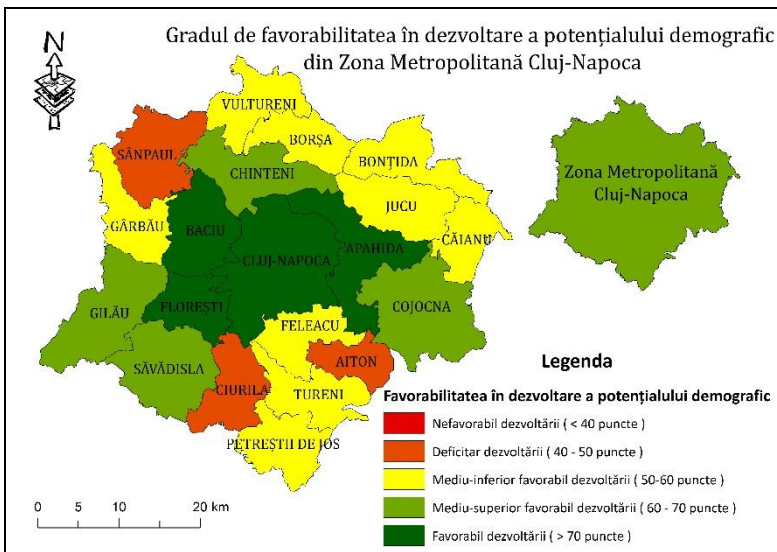 N
Gradul de favorabilitatea în dezvoltare a potențialului demografic
din Zona Metropolitană Cluj-Napoca
VULTURENI
BORȘA
SÂNPAUL
BONȚIDA
CHINTENI
Zona Metropolitană
Cluj-Napoca
JUCU
GÂRBĂU
BACIU
CĂIANU
APAHIDA
CLUJ-NAPOCA
COJOCNA
FLOREȘTI
GILĂU
FELEACU
AITON
SĂVĂDISLA
CIURILA
TURENI
PETREȘTII DE JOS
Legenda
Favorabilitatea în dezvoltare a potențialului demografic
Nefavorabil dezvoltării ( < 40 puncte )
Deficitar dezvoltării ( 40 - 50 puncte )
Mediu-inferior favorabil dezvoltării ( 50-60 puncte )
Mediu-superior favorabil dezvoltării ( 60 - 70 puncte )
Favorabil dezvoltării ( > 70 puncte )
0 5 10 20 km